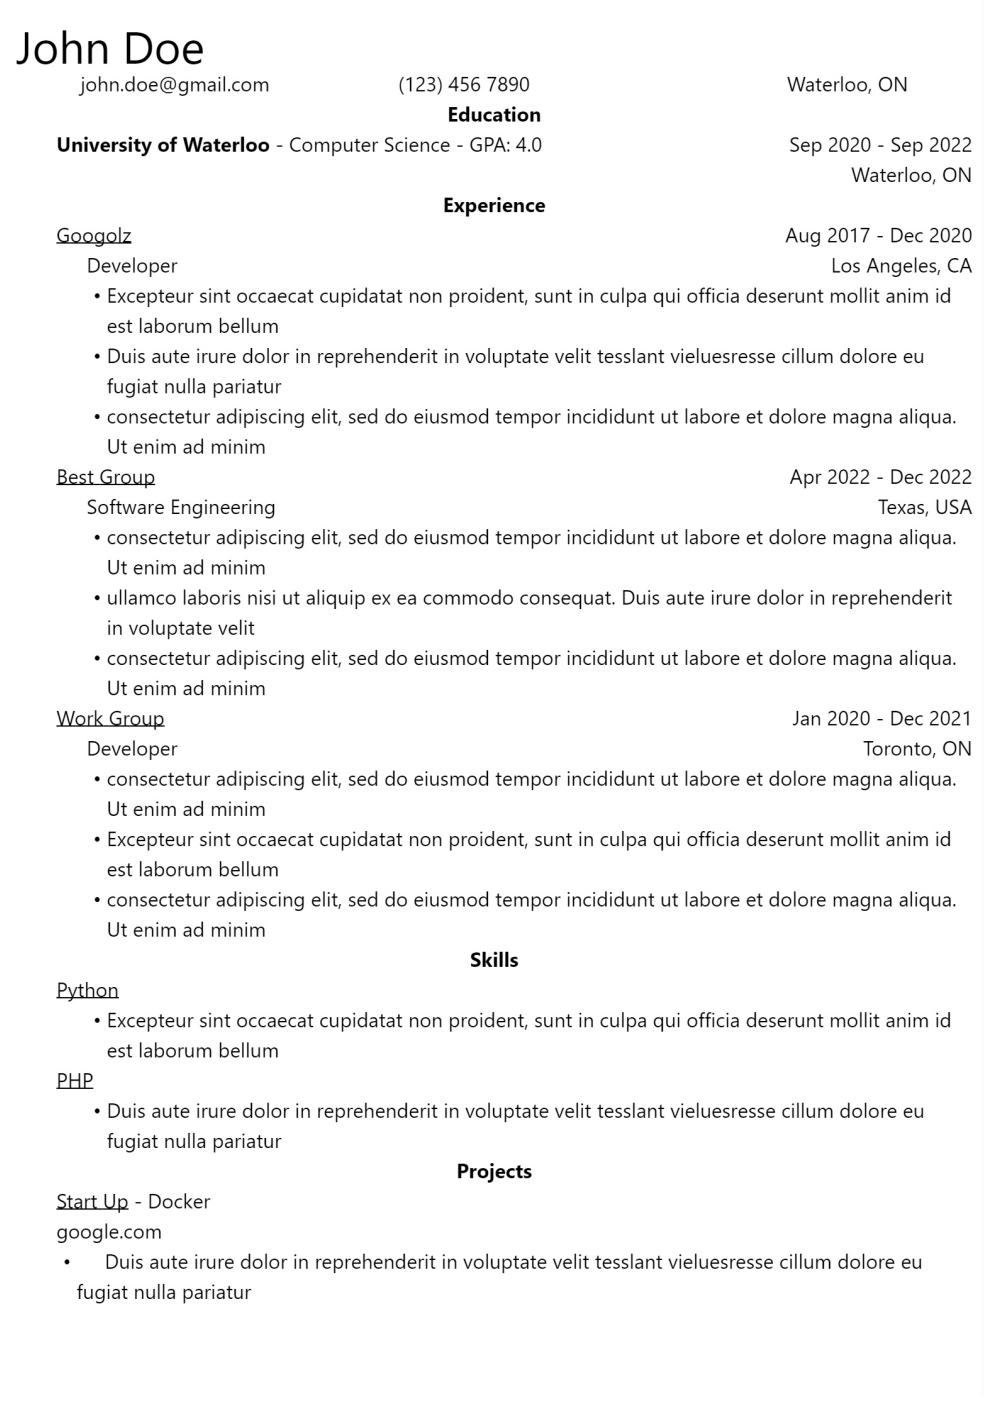 John Doe
john.doe@gmail.com (123) 456 7890 Waterloo, ON
Education
University of Waterloo - Computer Science - GPA: 4.0 Sep 2020 - Sep 2022
Waterloo, ON
Experience
Googolz Aug 2017 - Dec 2020
Developer Los Angeles, CA
• Excepteur sint occaecat cupidatat non proident, sunt in culpa qui officia deserunt mollit anim id
est laborum bellum
• Duis aute irure dolor in reprehenderit in voluptate velit tesslant vieluesresse cillum dolore eu
fugiat nulla pariatur
• consectetur adipiscing elit, sed do eiusmod tempor incididunt ut labore et dolore magna aliqua.
Ut enim ad minim
Best Group Apr 2022 - Dec 2022
Software Engineering Texas, USA
• consectetur adipiscing elit, sed do eiusmod tempor incididunt ut labore et dolore magna aliqua.
Ut enim ad minim
• ullamco laboris nisi ut aliquip ex ea commodo consequat. Duis aute irure dolor in reprehenderit
in voluptate velit
• consectetur adipiscing elit, sed do eiusmod tempor incididunt ut labore et dolore magna aliqua.
Ut enim ad minim
Work Group Jan 2020 - Dec 2021
Developer Toronto, ON
• consectetur adipiscing elit, sed do eiusmod tempor incididunt ut labore et dolore magna aliqua.
Ut enim ad minim
• Excepteur sint occaecat cupidatat non proident, sunt in culpa qui officia deserunt mollit anim id
est laborum bellum
• consectetur adipiscing elit, sed do eiusmod tempor incididunt ut labore et dolore magna aliqua.
Ut enim ad minim
Skills
Python
• Excepteur sint occaecat cupidatat non proident, sunt in culpa qui officia deserunt mollit anim id
est laborum bellum
PHP
• Duis aute irure dolor in reprehenderit in voluptate velit tesslant vieluesresse cillum dolore eu
fugiat nulla pariatur
Projects
Start Up - Docker
google.com
• Duis aute irure dolor in reprehenderit in voluptate velit tesslant vieluesresse cillum dolore eu
fugiat nulla pariatur